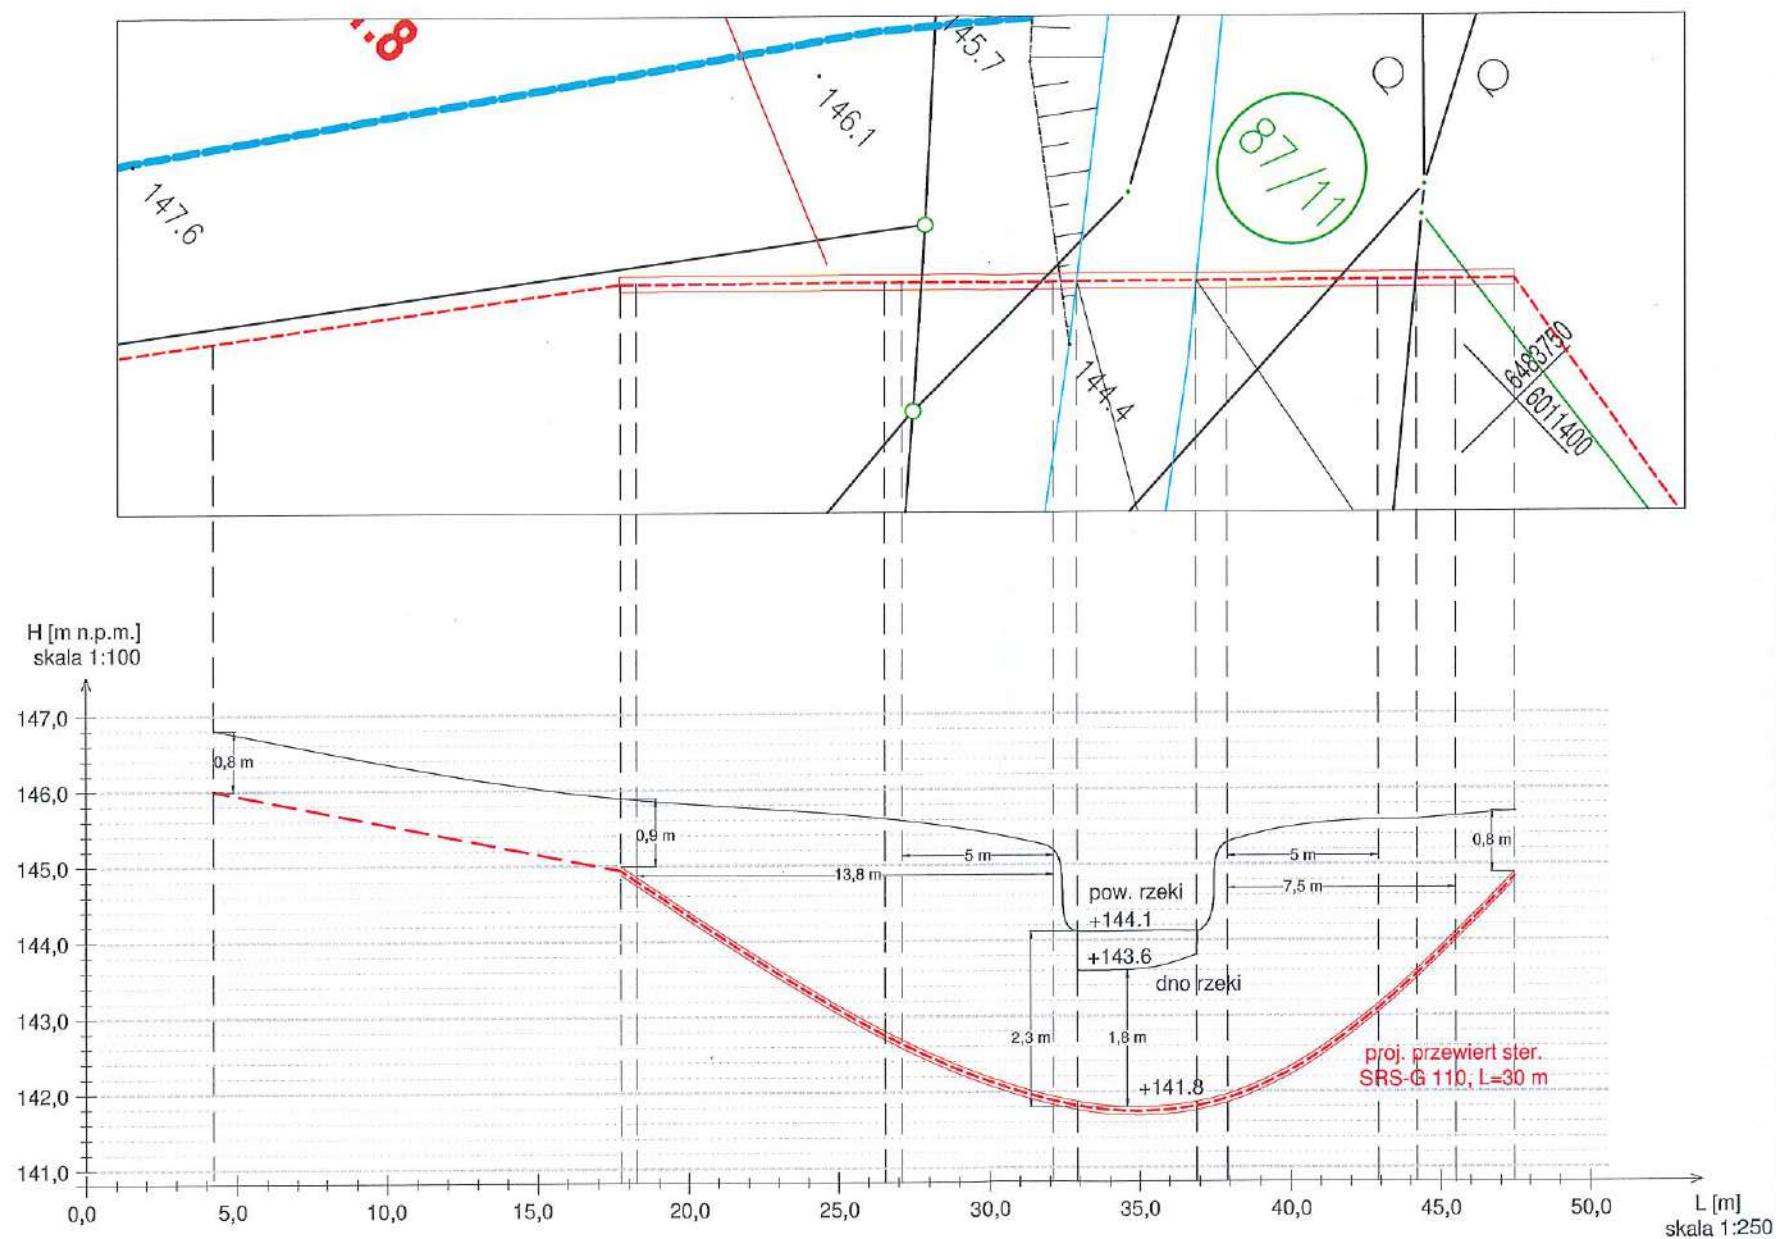 .8
45.7
146.1
147.6
87/11
144.4
6483750
6011400
H [m n.p.m.]
skala 1:100
147,0
146,0
145,0
144,0
143,0
142,0
141,0
0,8 m
0,9 m
5 m
13,8 m
5 m
7,5 m
0,8 m
pow. rzeki
+144.1
+143.6
dno rzeki
2,3 m
1,8 m
+141.8
proj. przewiert ster.
SRS-G 110, L=30 m
0,0 5,0 10,0 15,0 20,0 25,0 30,0 35,0 40,0 45,0 50,0
L [m]
skala 1:250